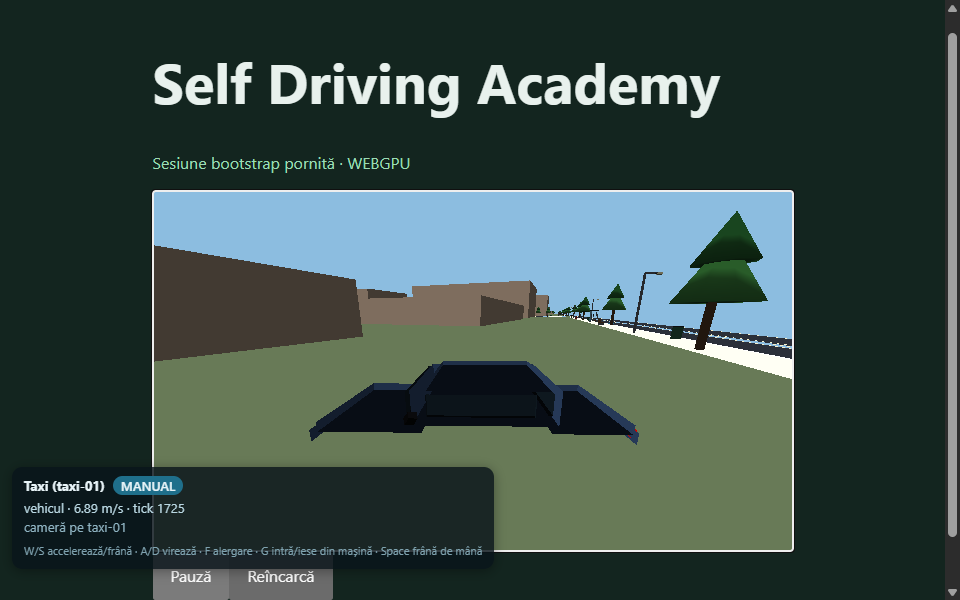 Self Driving Academy
Sesiune bootstrap pornită · WEBGPU
Taxi (taxi-01) MANUAL
vehicul · 6.89 m/s · tick 1725
cameră pe taxi-01
W/S accelerează/frână · A/D virează · F alergare · G intră/iese din mașină · Space frână de mână
Pauză Reîncarcă